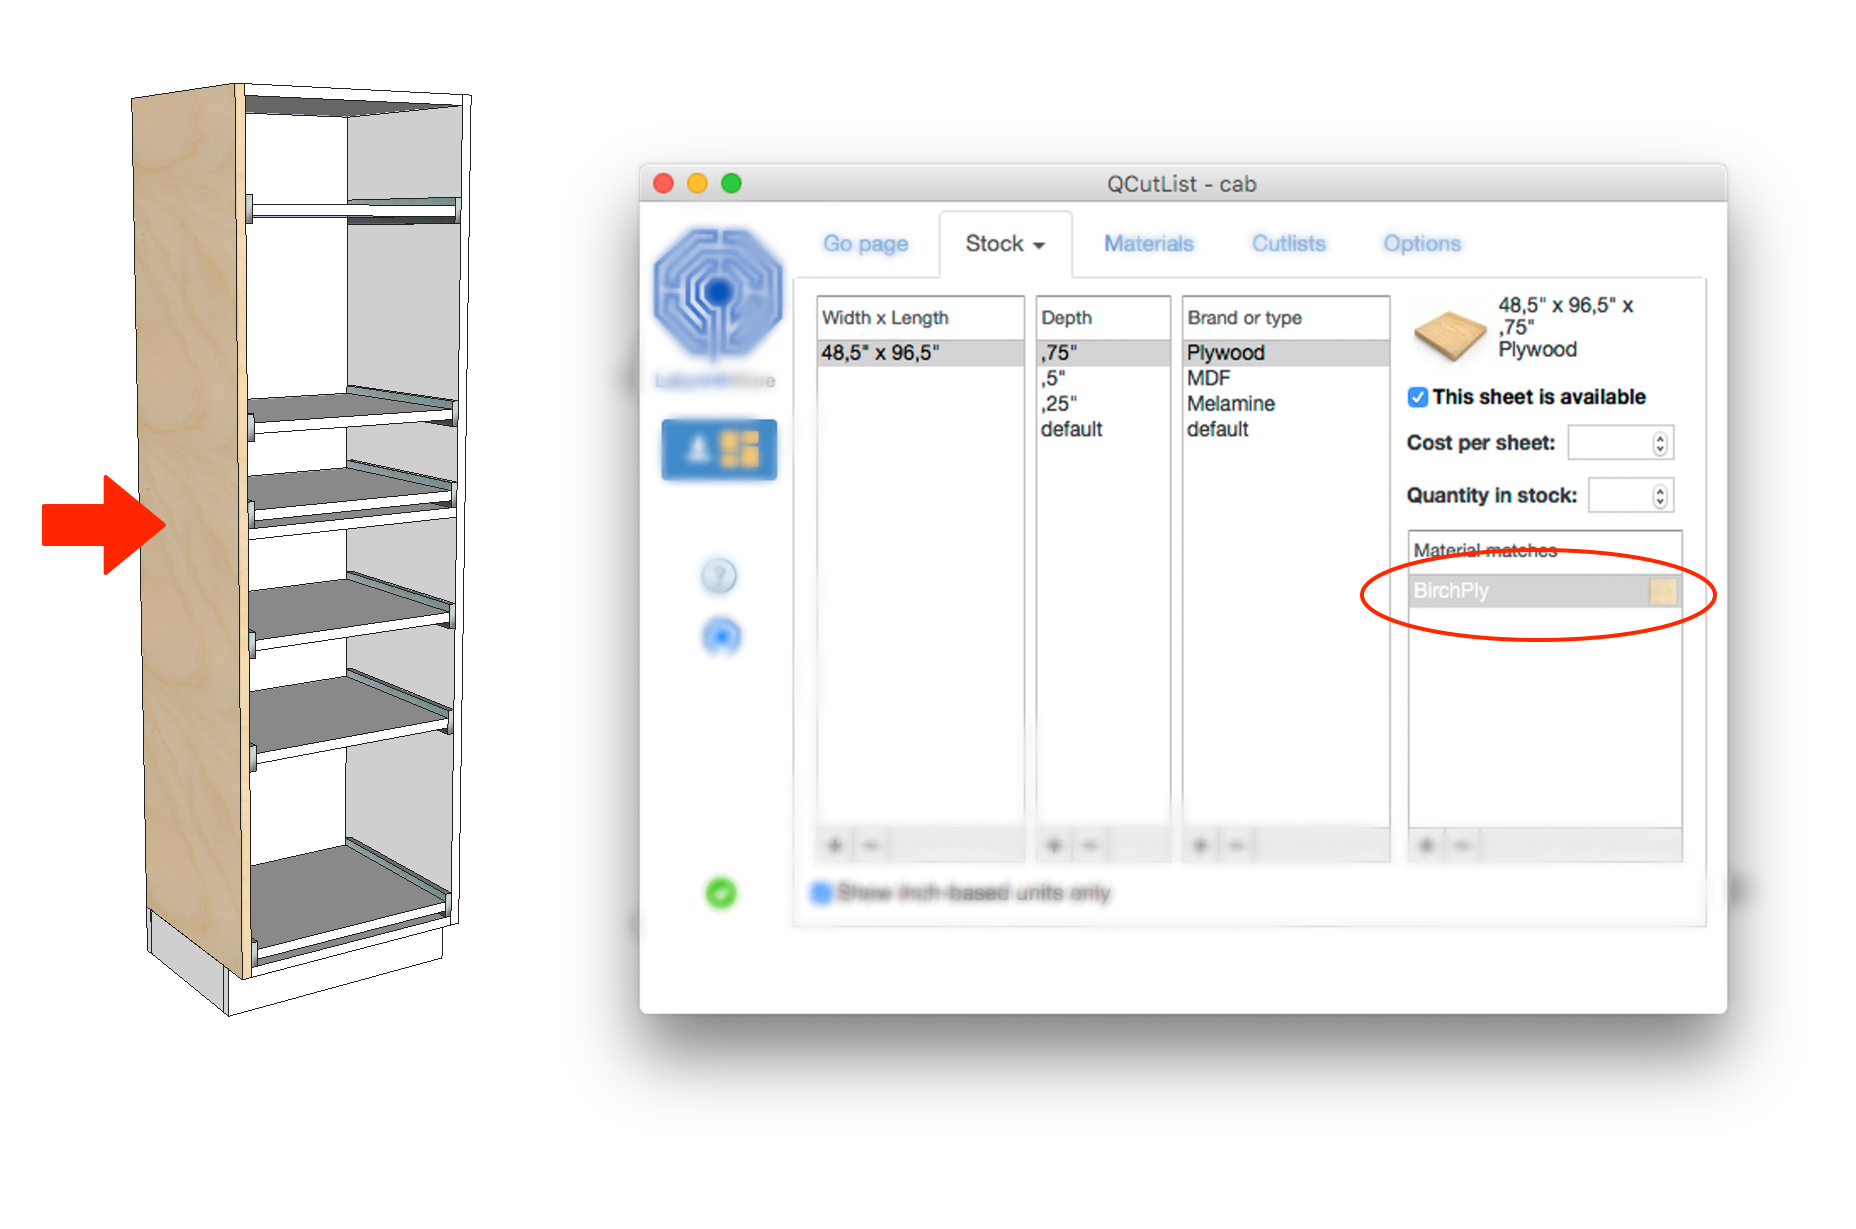 QCutList - cab
Go page
Stock
Materials
Cutlists
Options
Width x Length
48,5" x 96,5"
Depth
,75"
,5"
,25"
default
Brand or type
Plywood
MDF
Melamine
default
48,5" x 96,5" x
,75"
Plywood
This sheet is available
Cost per sheet:
Quantity in stock:
Material matches
BirchPly
Show inch-based units only